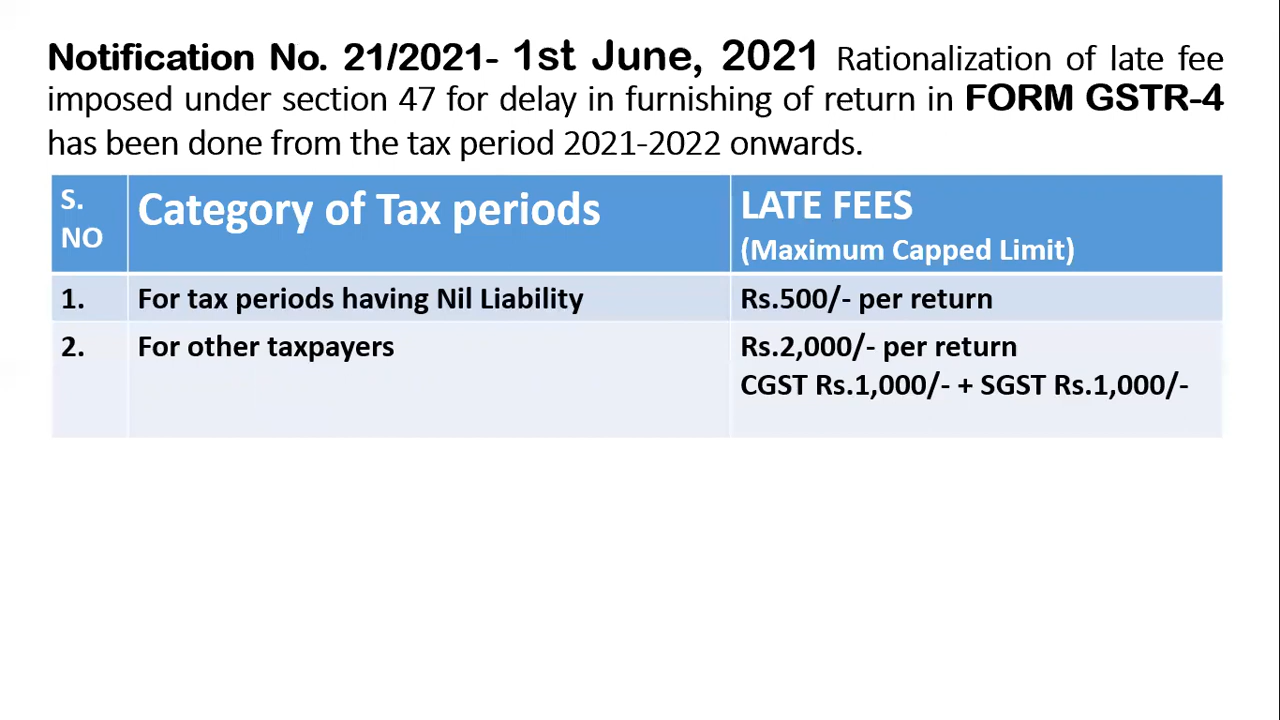 Notification No. 21/2021- 1st June, 2021 Rationalization of late fee
imposed under section 47 for delay in furnishing of return in FORM GSTR-4
has been done from the tax period 2021-2022 onwards.
S. NO
Category of Tax periods
LATE FEES
(Maximum Capped Limit)
1.
For tax periods having Nil Liability
Rs.500/- per return
2.
For other taxpayers
Rs.2,000/- per return
CGST Rs.1,000/- + SGST Rs.1,000/-